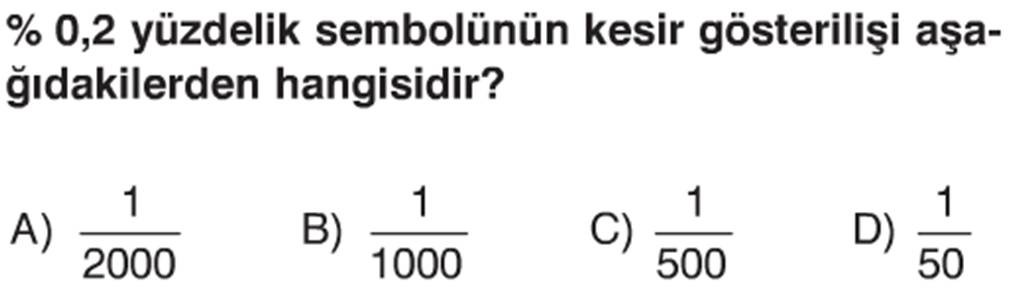 % 0,2 yüzdelik sembolünün kesir gösterilişi aşa-
ğıdakilerden hangisidir?
A) 1/2000 B) 1/1000 C) 1/500 D) 1/50